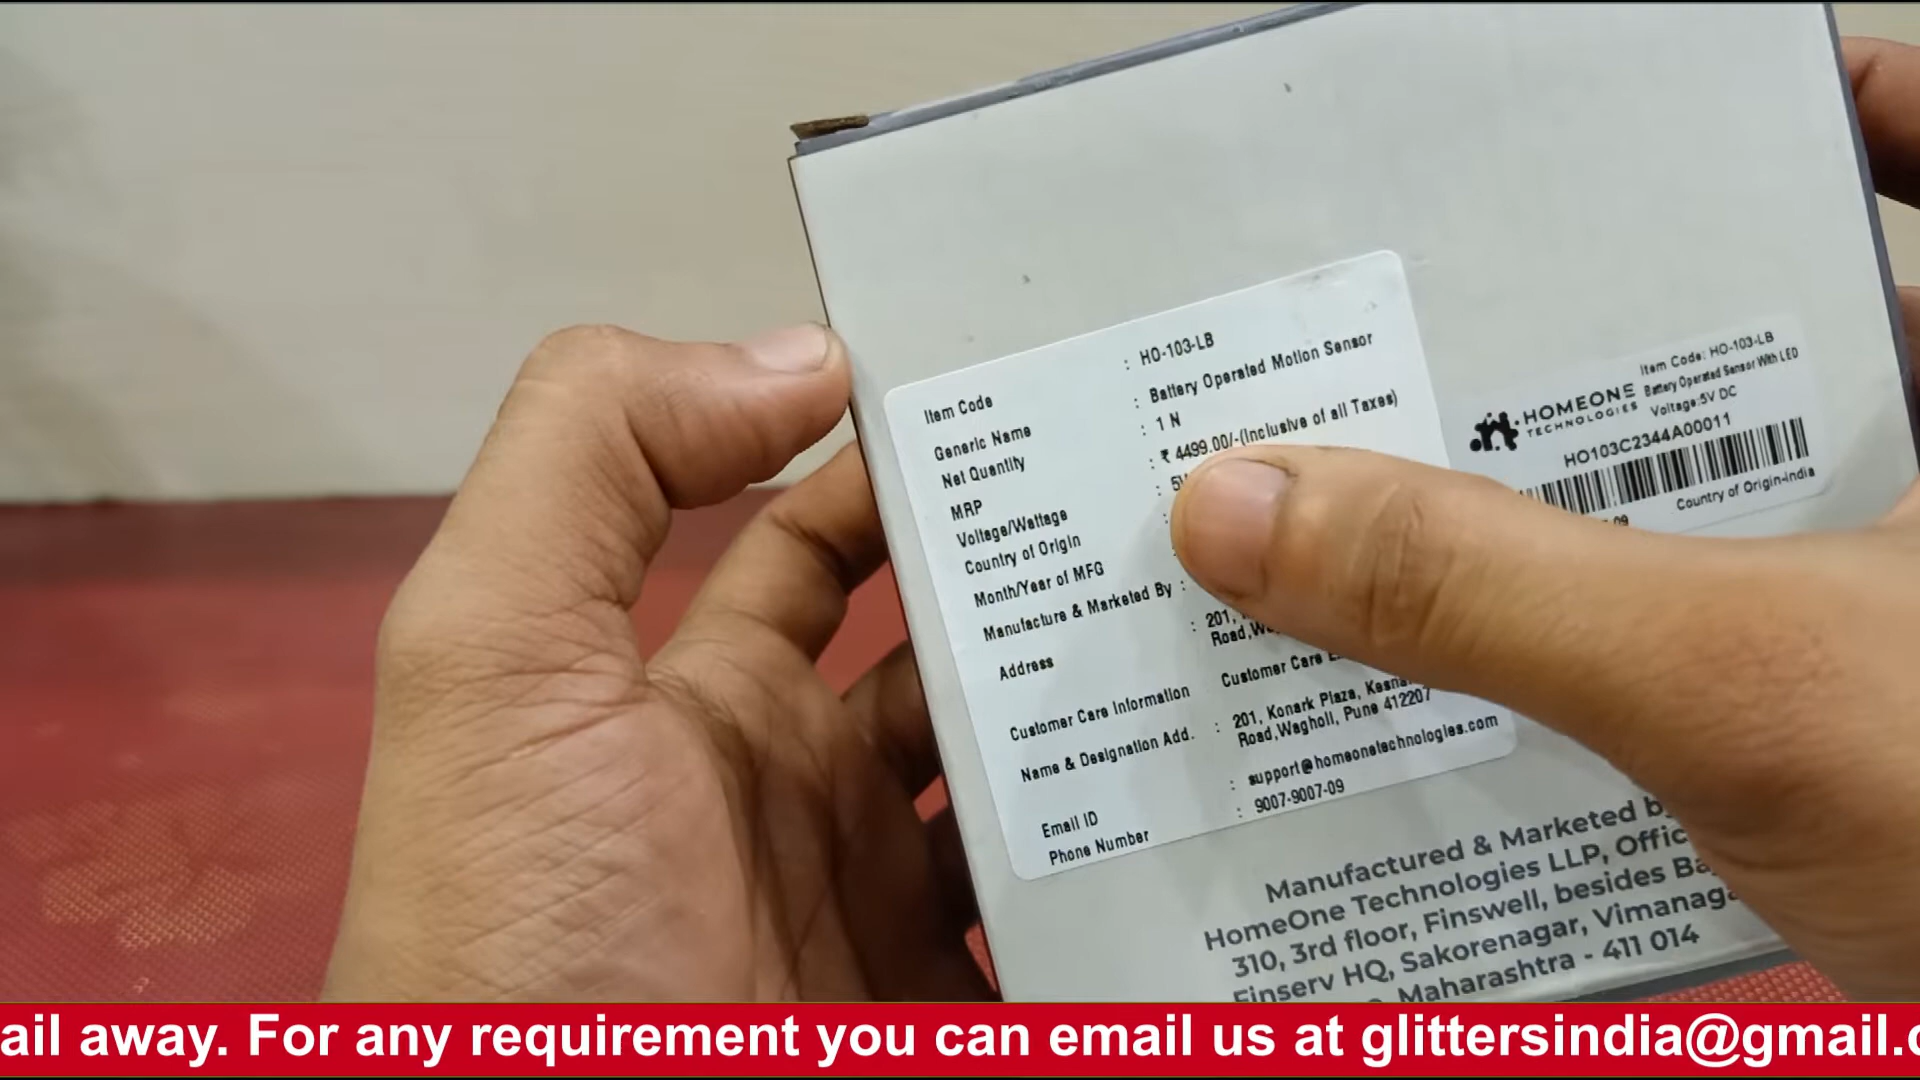 Item Code : HO-103-LB
Generic Name : Battery Operated Motion Sensor
Net Quantity : 1 N
MRP : ₹ 4499.00/-(Inclusive of all Taxes)
Voltage/Wattage : 5
Country of Origin :
Month/Year of MFG
Manufacture & Marketed By :
Address : 201,
Road,
Customer Care Information Customer Care
Name & Designation Add. : 201, Konark Plaza,
Road,Wagholi, Pune 412207
Email ID : support@homeonetechnologies.com
Phone Number : 9007-9007-09
HOMEONE
TECHNOLOGIES
Item Code: HO-103-LB
Battery Operated Sensor With LED
Voltage:5V DC
HO103C2344A00011
Country of Origin-India
Manufactured & Marketed
HomeOne Technologies LLP,
310, 3rd floor, Finswell, besides
Finserv HQ, Sakorenagar,
Maharashtra - 411 014
ail away. For any requirement you can email us at glittersindia@gmail.c